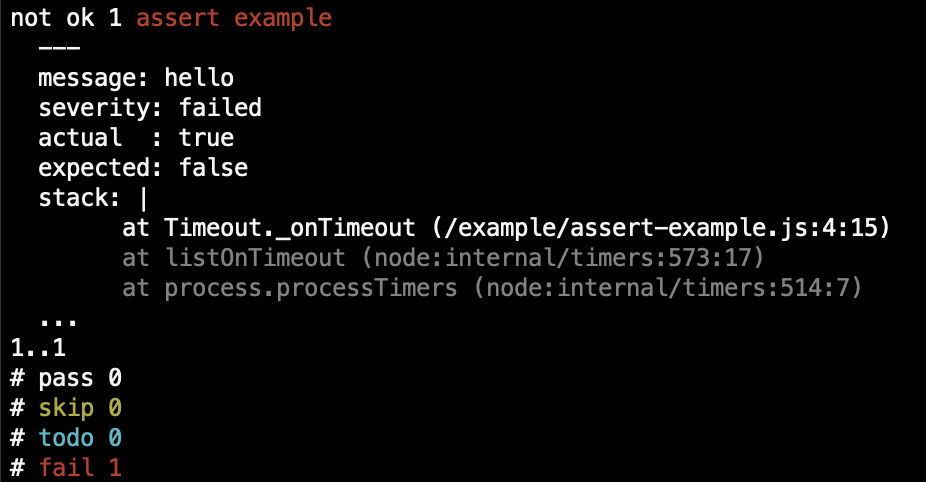 not ok 1 assert example
  ---
  message: hello
  severity: failed
  actual  : true
  expected: false
  stack: |
        at Timeout._onTimeout (/example/assert-example.js:4:15)
        at listOnTimeout (node:internal/timers:573:17)
        at process.processTimers (node:internal/timers:514:7)
  ...
1..1
# pass 0
# skip 0
# todo 0
# fail 1